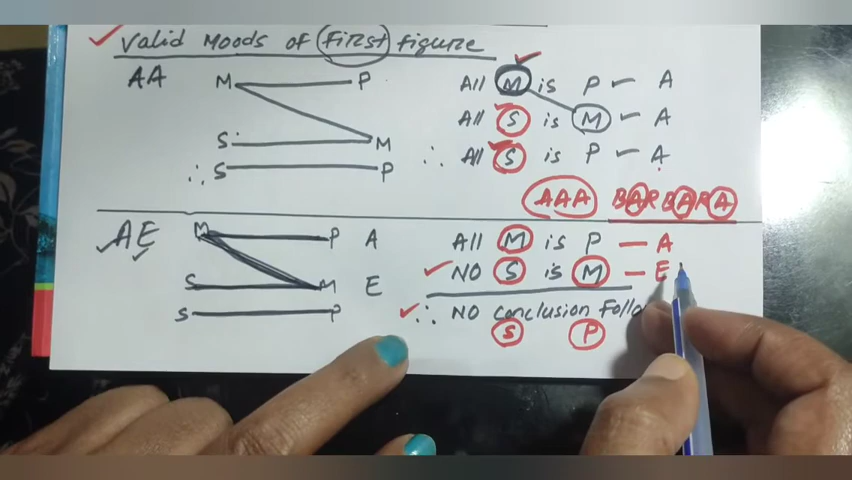 Valid Moods of First figure
AA M P All M is P A
All S is M A
S M
∴ S P ∴ All S is P A
AAA BARBARA
AE M P A All M is P — A
S M E NO S is M — E
S P ∴ NO conclusion Follo
S P